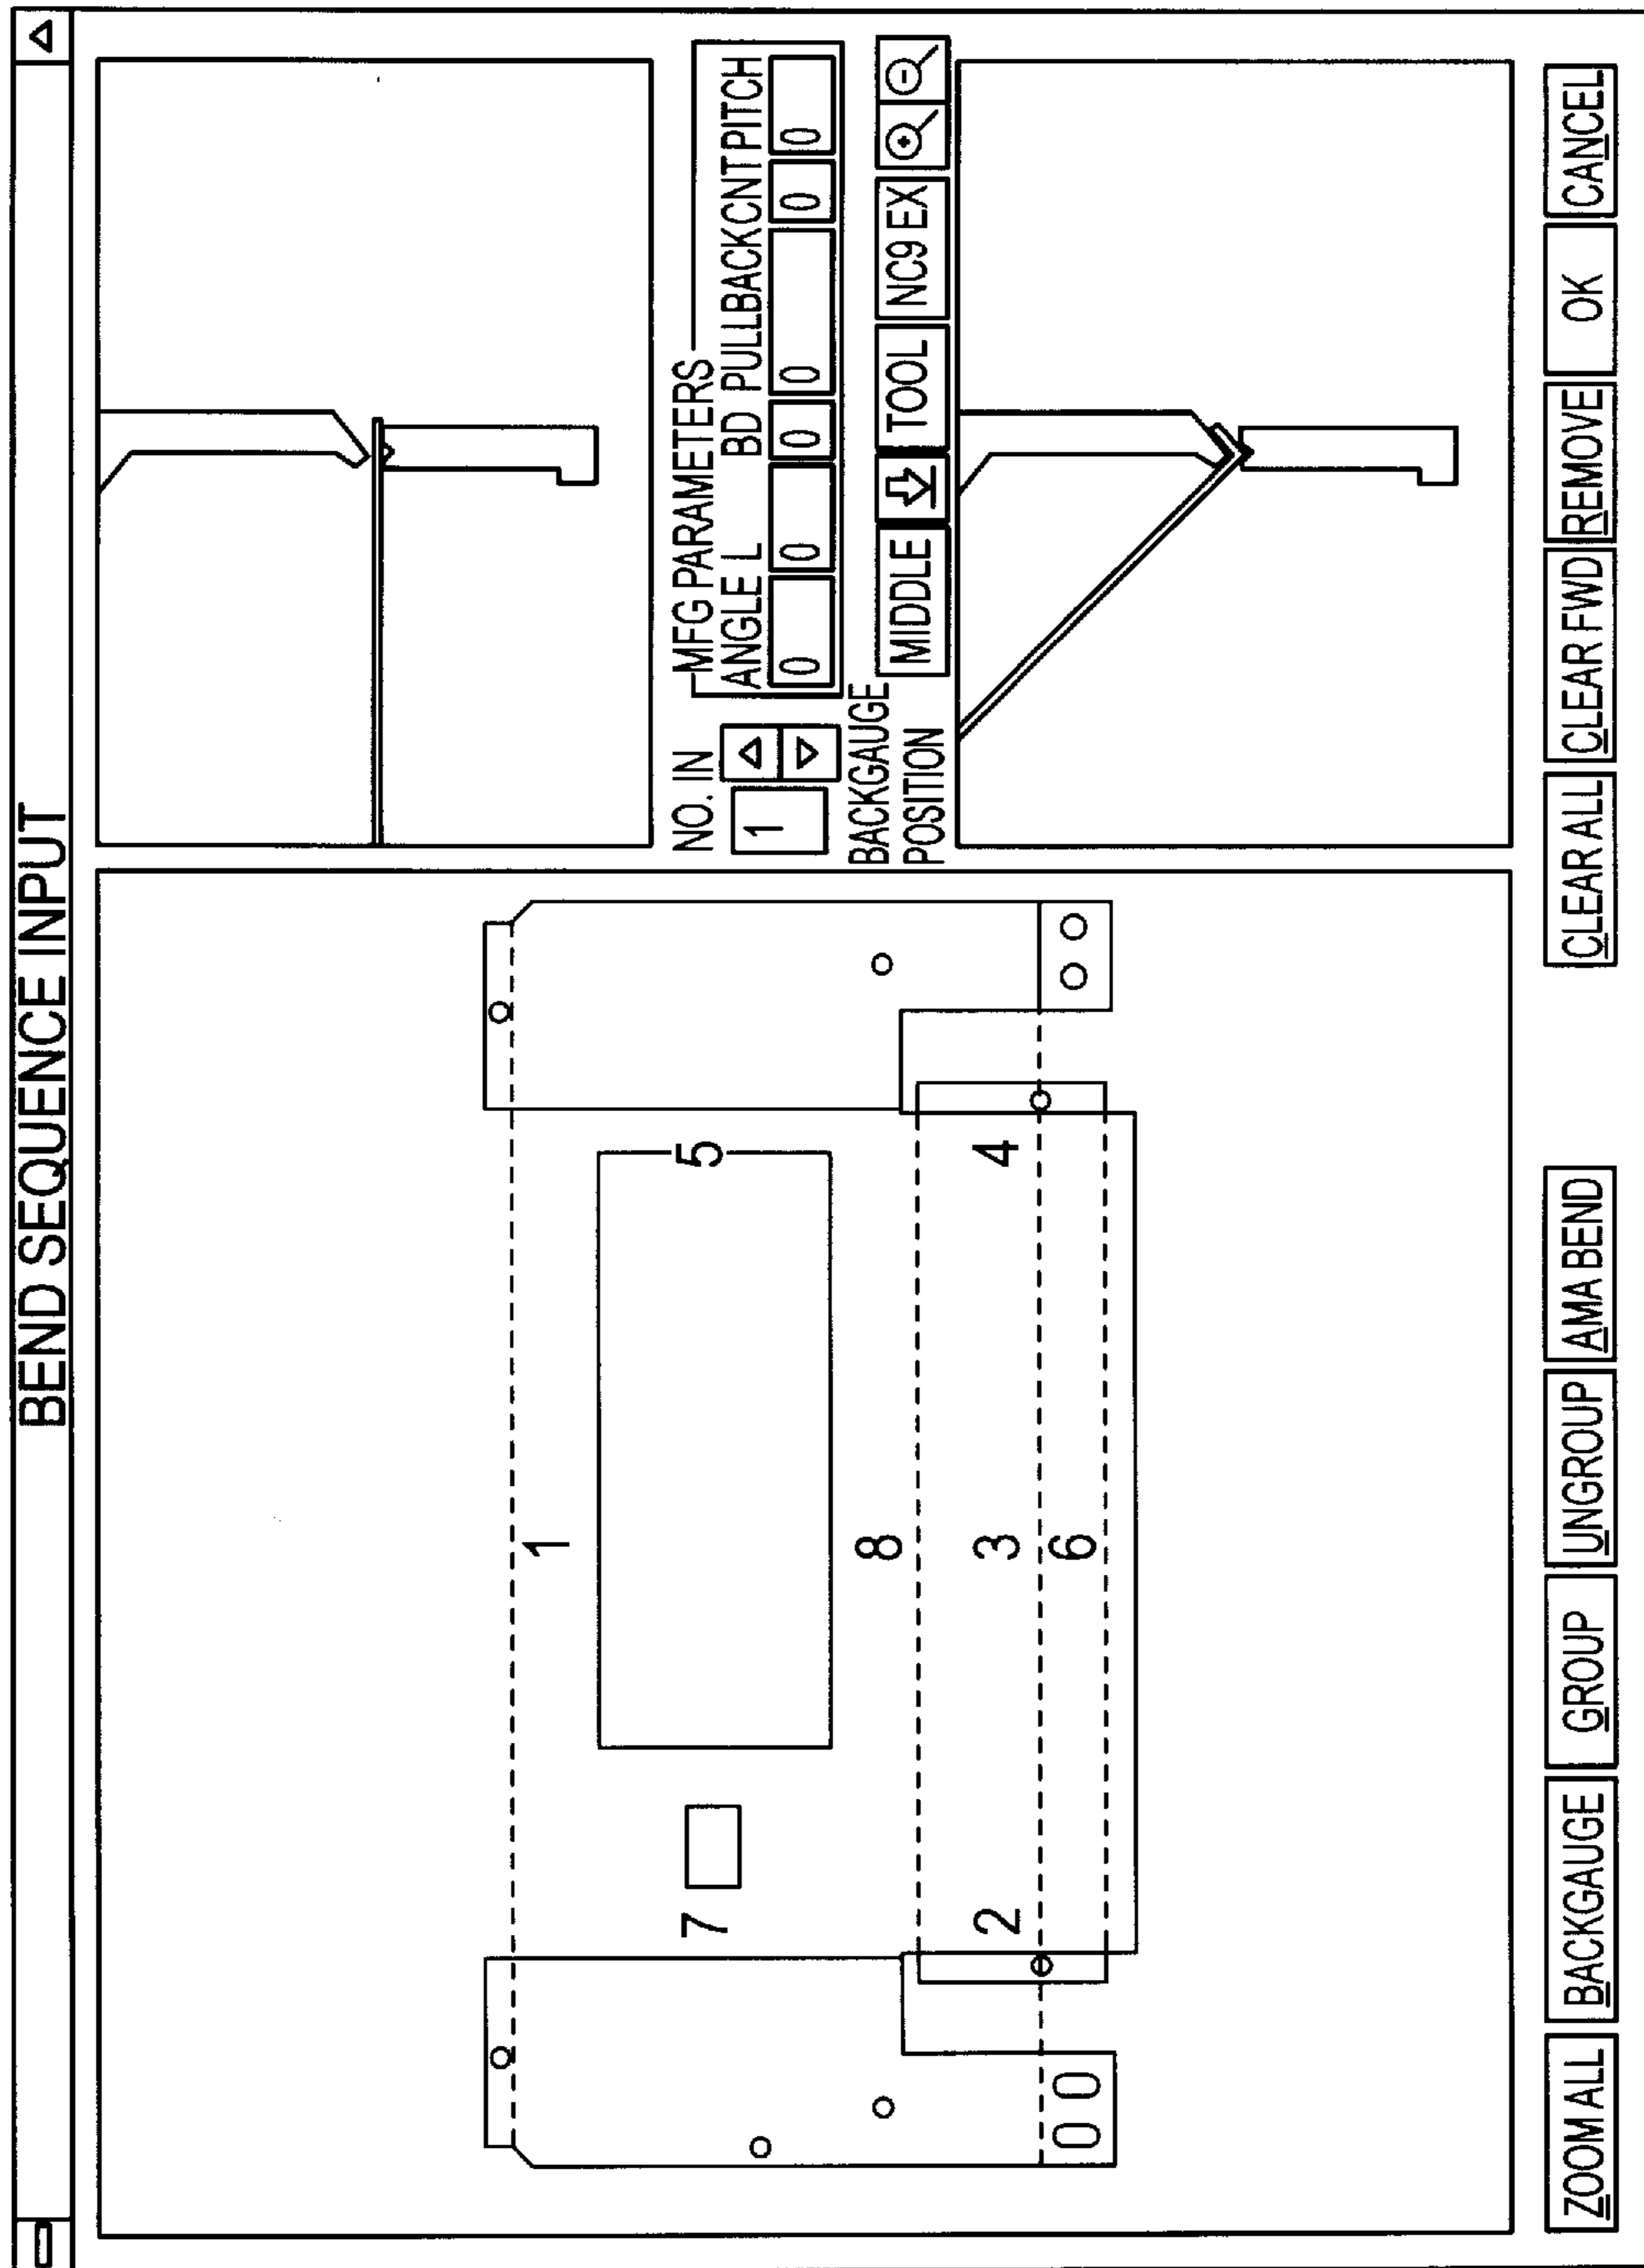 BEND SEQUENCE INPUT
1
5
7
8
2
3
4
6
NO. IN
1
MFG PARAMETERS
ANGLE L BD PULLBACK CNT PITCH
0 0 0 0 0 0
BACKGAUGE
POSITION
MIDDLE TOOL NC9 EX
ZOOM ALL BACKGAUGE GROUP UNGROUP AMA BEND CLEAR ALL CLEAR FWD REMOVE OK CANCEL